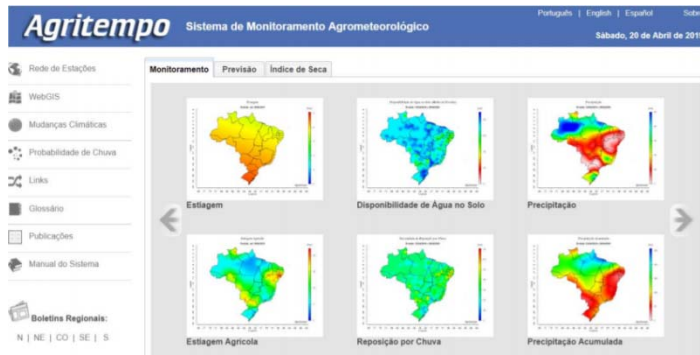 Português | English | Español Sobr
Agritempo Sistema de Monitoramento Agrometeorológico
Sábado, 20 de Abril de 201
Rede de Estações
WebGIS
Mudanças Climáticas
Probabilidade de Chuva
Links
Glossário
Publicações
Manual do Sistema
Boletins Regionais:
N | NE | CO | SE | S
Monitoramento Previsão Índice de Seca
Estiagem Disponibilidade de Água no Solo Precipitação
Estiagem Agrícola Reposição por Chuva Precipitação Acumulada